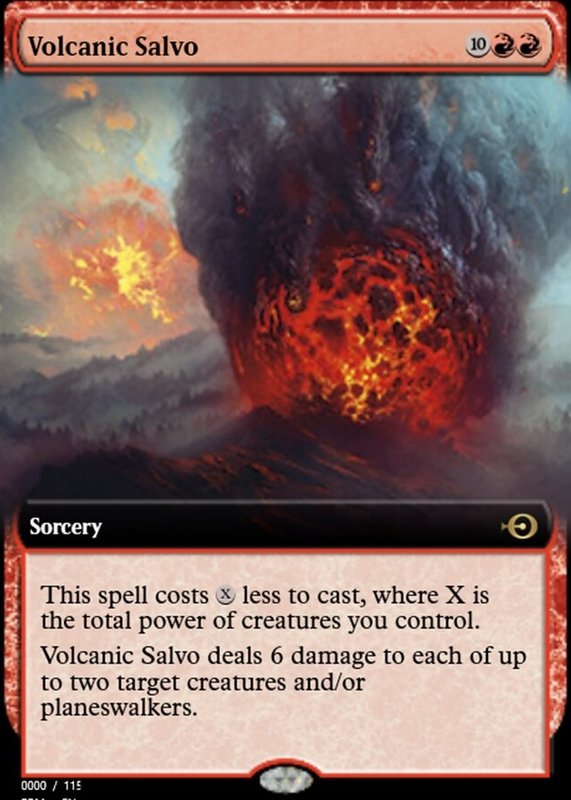 Volcanic Salvo
10
Sorcery
This spell costs X less to cast, where X is
the total power of creatures you control.
Volcanic Salvo deals 6 damage to each of up
to two target creatures and/or
planeswalkers.
0000 / 115